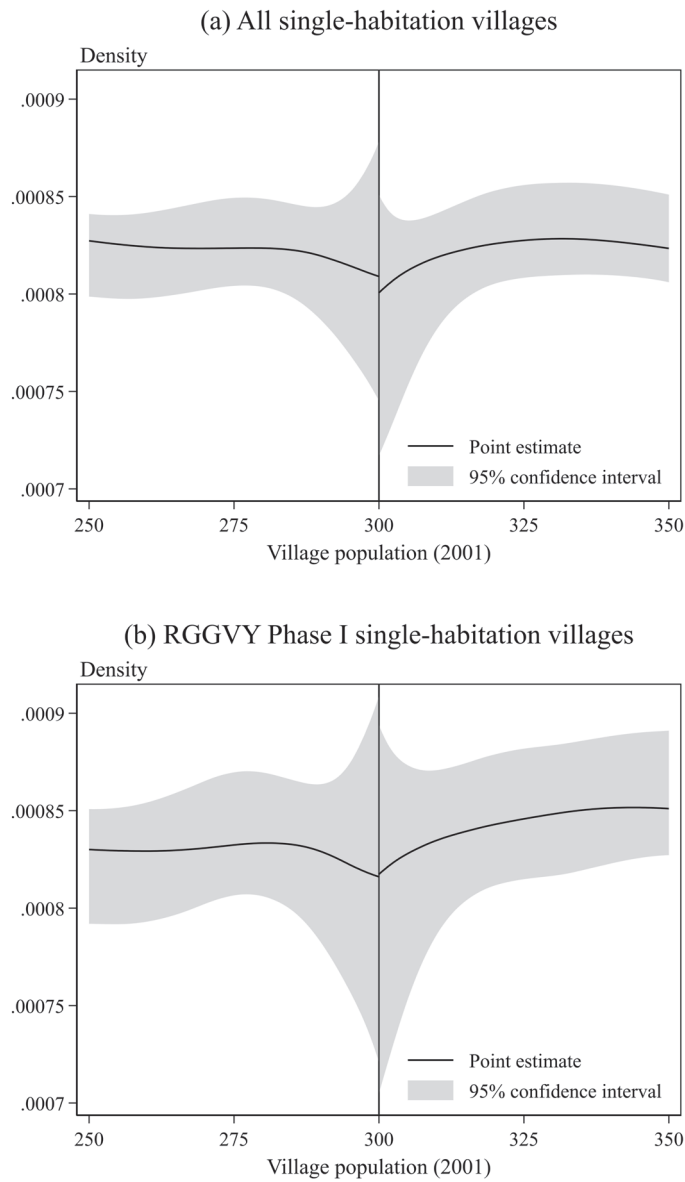 (a) All single-habitation villages
Density
.0009
.00085
.0008
.00075
.0007
Point estimate
95% confidence interval
250 275 300 325 350
Village population (2001)
(b) RGGVY Phase I single-habitation villages
Density
.0009
.00085
.0008
.00075
.0007
Point estimate
95% confidence interval
250 275 300 325 350
Village population (2001)